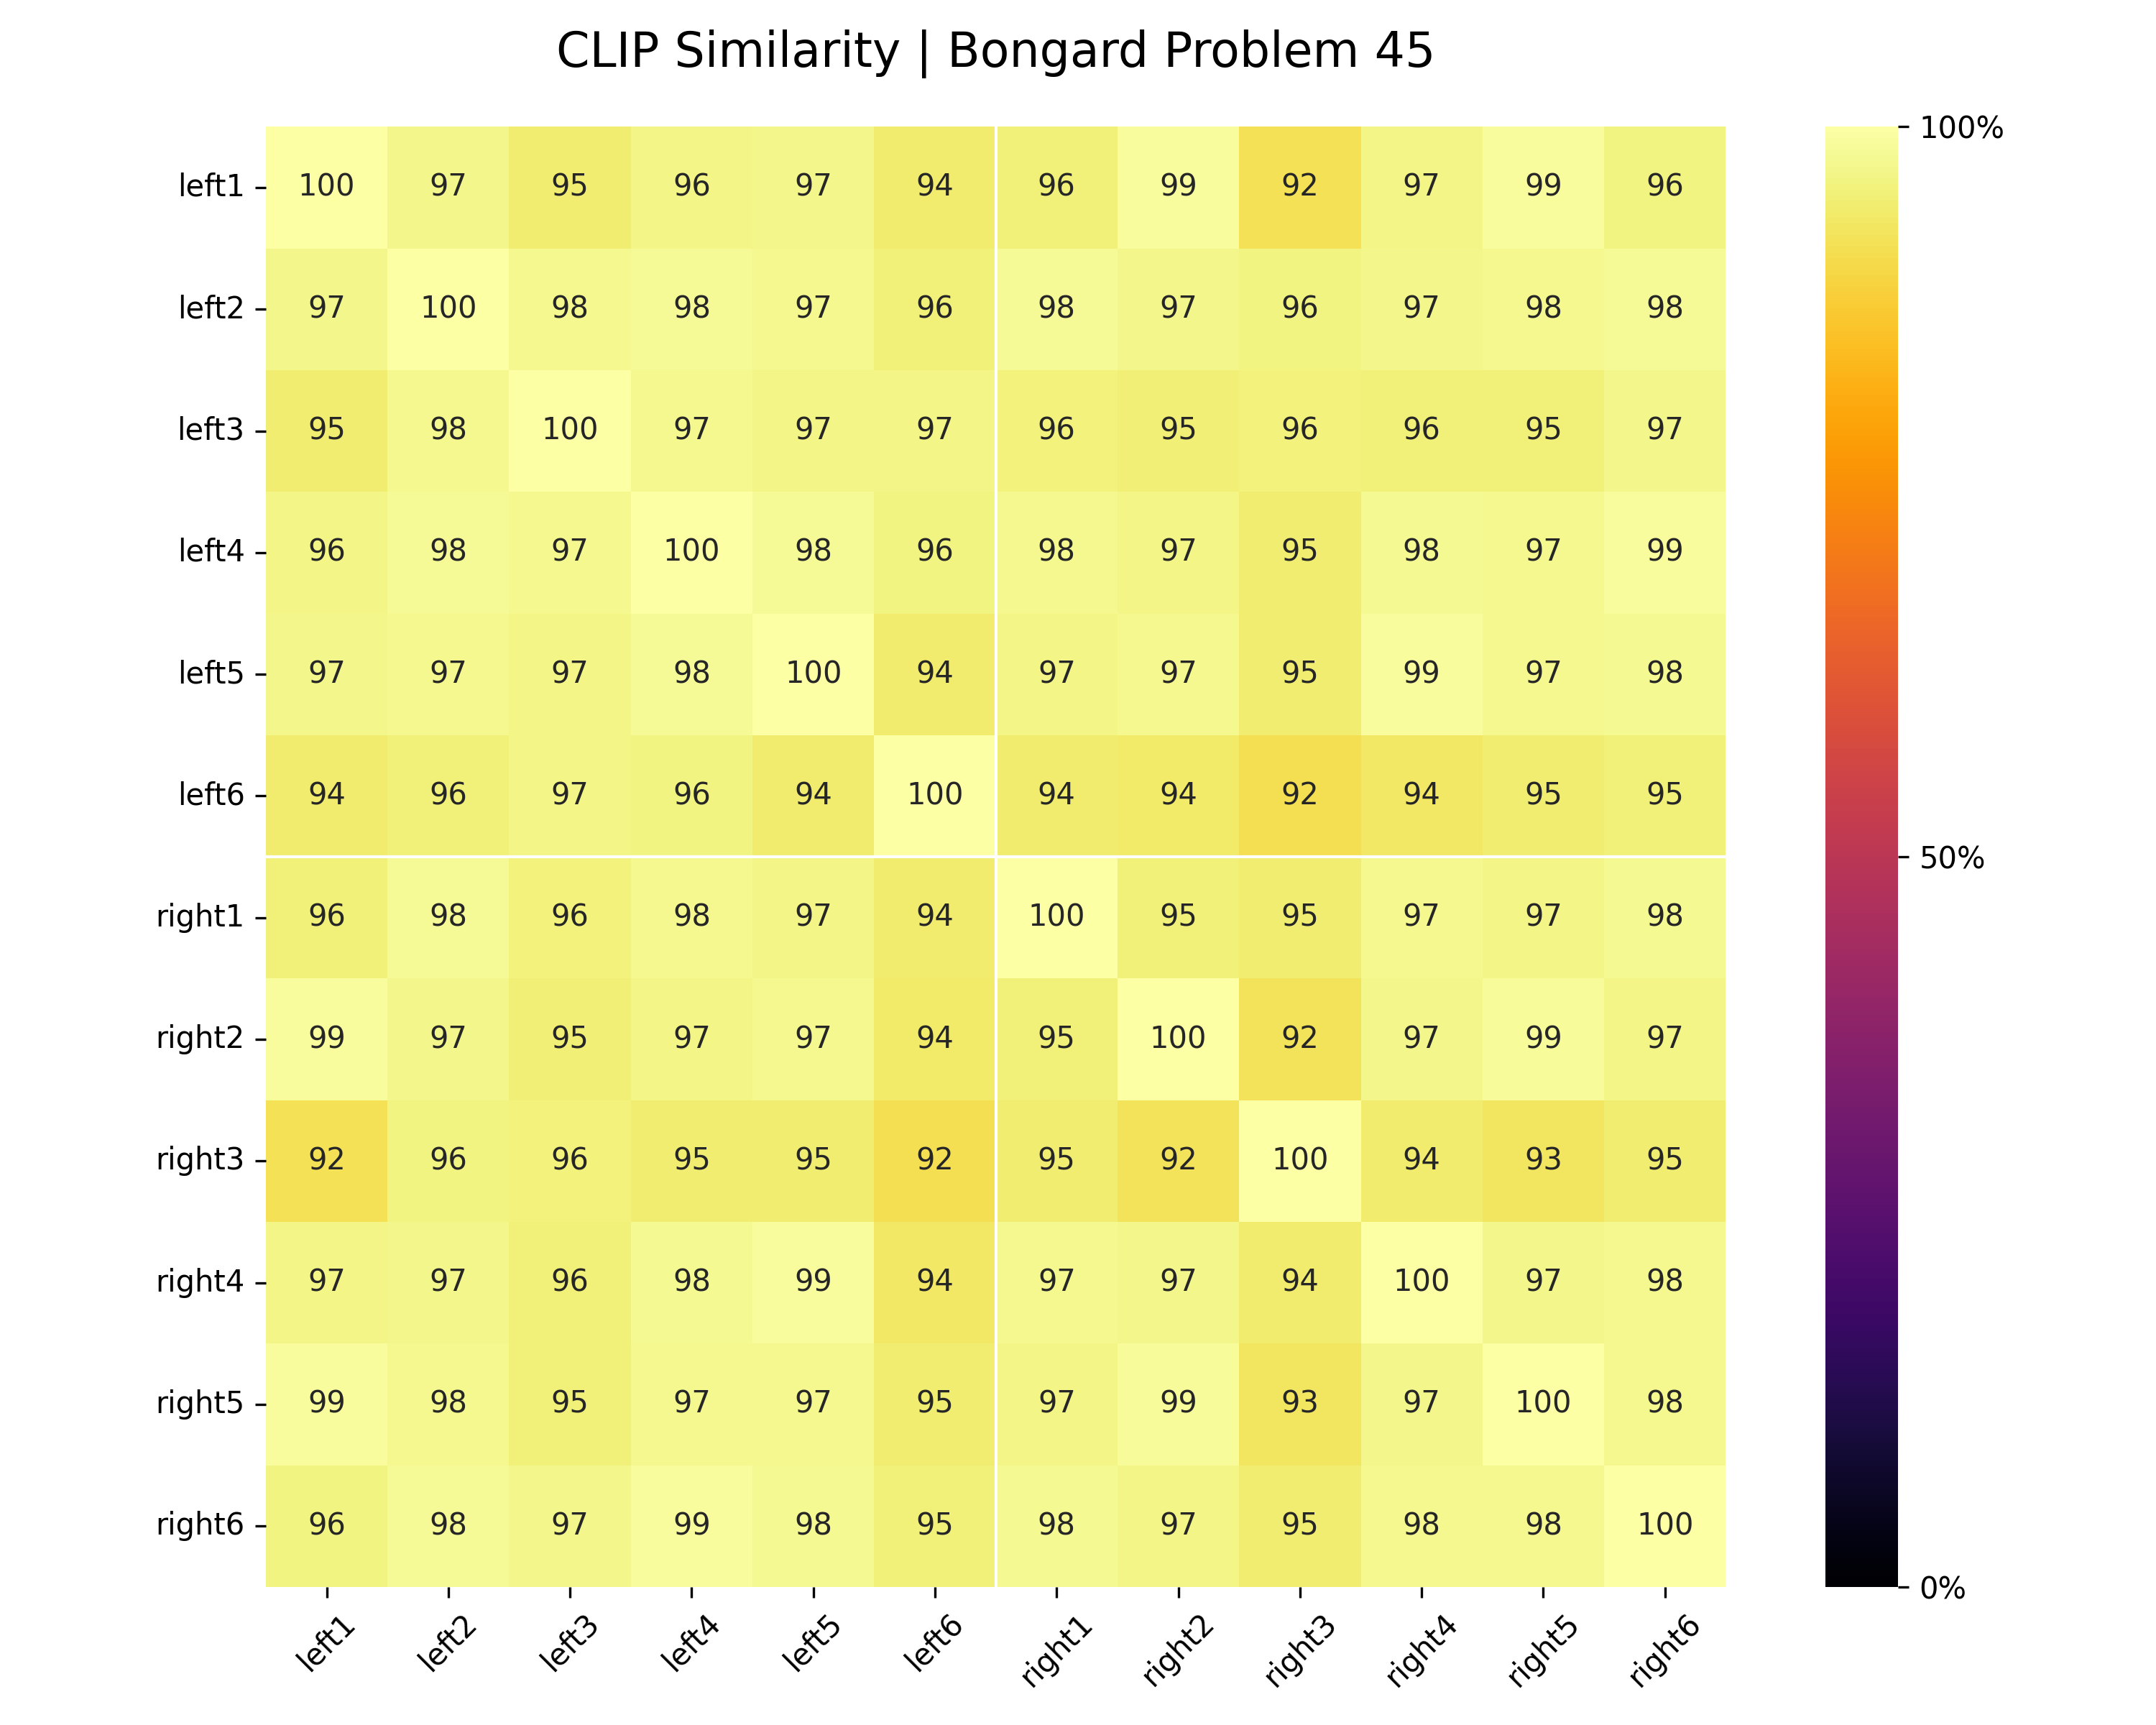 CLIP Similarity | Bongard Problem 45
left1 100 97 95 96 97 94 96 99 92 97 99 96
left2 97 100 98 98 97 96 98 97 96 97 98 98
left3 95 98 100 97 97 97 96 95 96 96 95 97
left4 96 98 97 100 98 96 98 97 95 98 97 99
left5 97 97 97 98 100 94 97 97 95 99 97 98
left6 94 96 97 96 94 100 94 94 92 94 95 95
right1 96 98 96 98 97 94 100 95 95 97 97 98
right2 99 97 95 97 97 94 95 100 92 97 99 97
right3 92 96 96 95 95 92 95 92 100 94 93 95
right4 97 97 96 98 99 94 97 97 94 100 97 98
right5 99 98 95 97 97 95 97 99 93 97 100 98
right6 96 98 97 99 98 95 98 97 95 98 98 100
left1 left2 left3 left4 left5 left6 right1 right2 right3 right4 right5 right6
100%
50%
0%